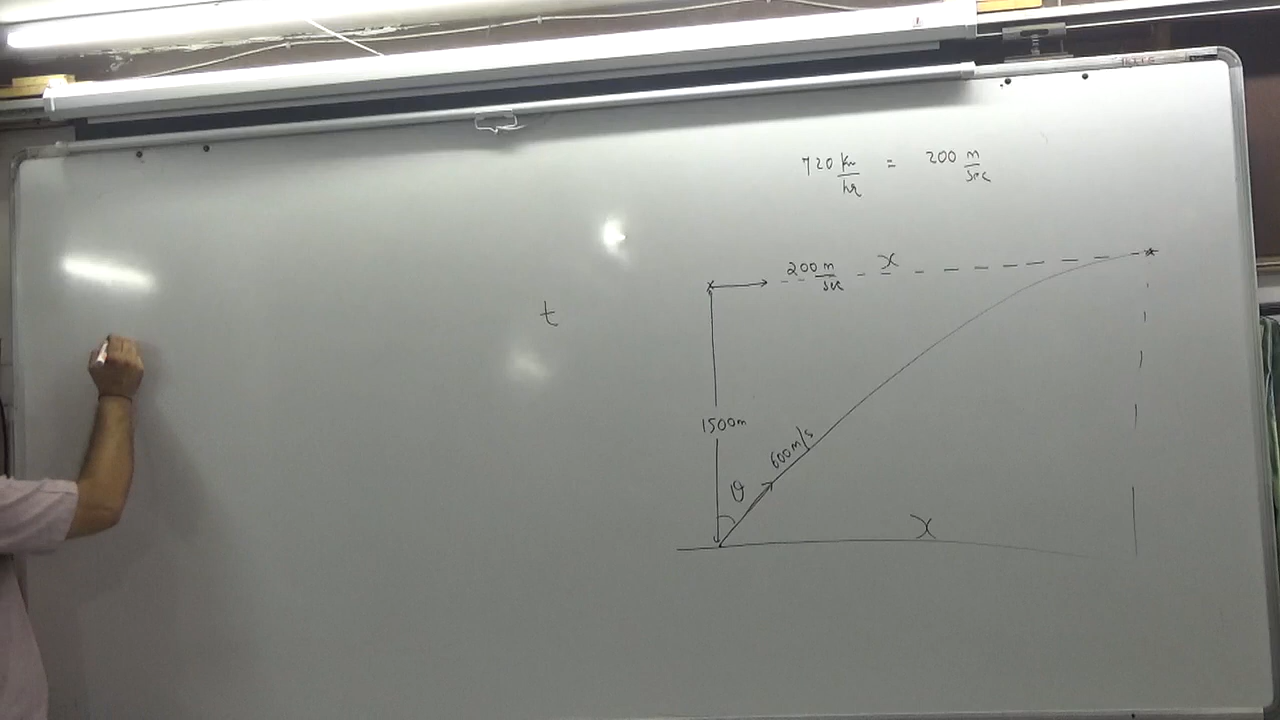 720 km/hr = 200 m/sec
200 m/sec x
t
1500m
600m/s
θ
x